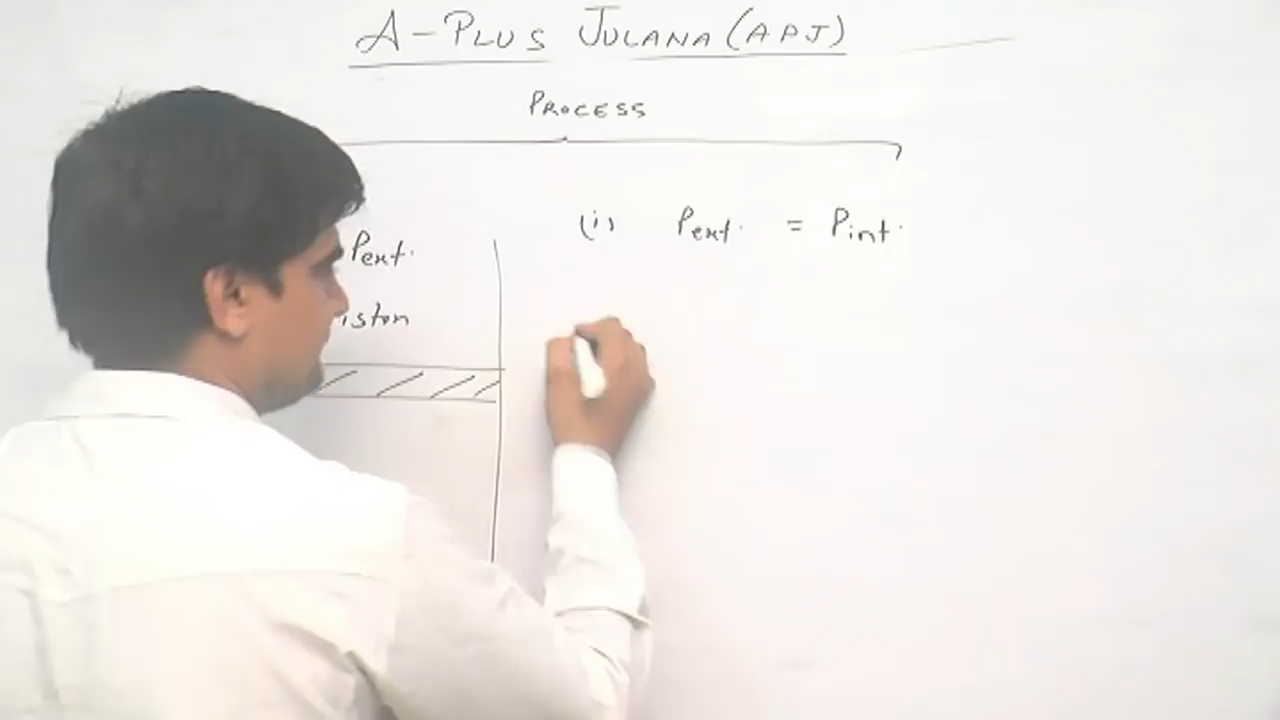 A-PLUS JULANA (APJ)
PROCESS
(i) Pext. = Pint.
Pext.
iston